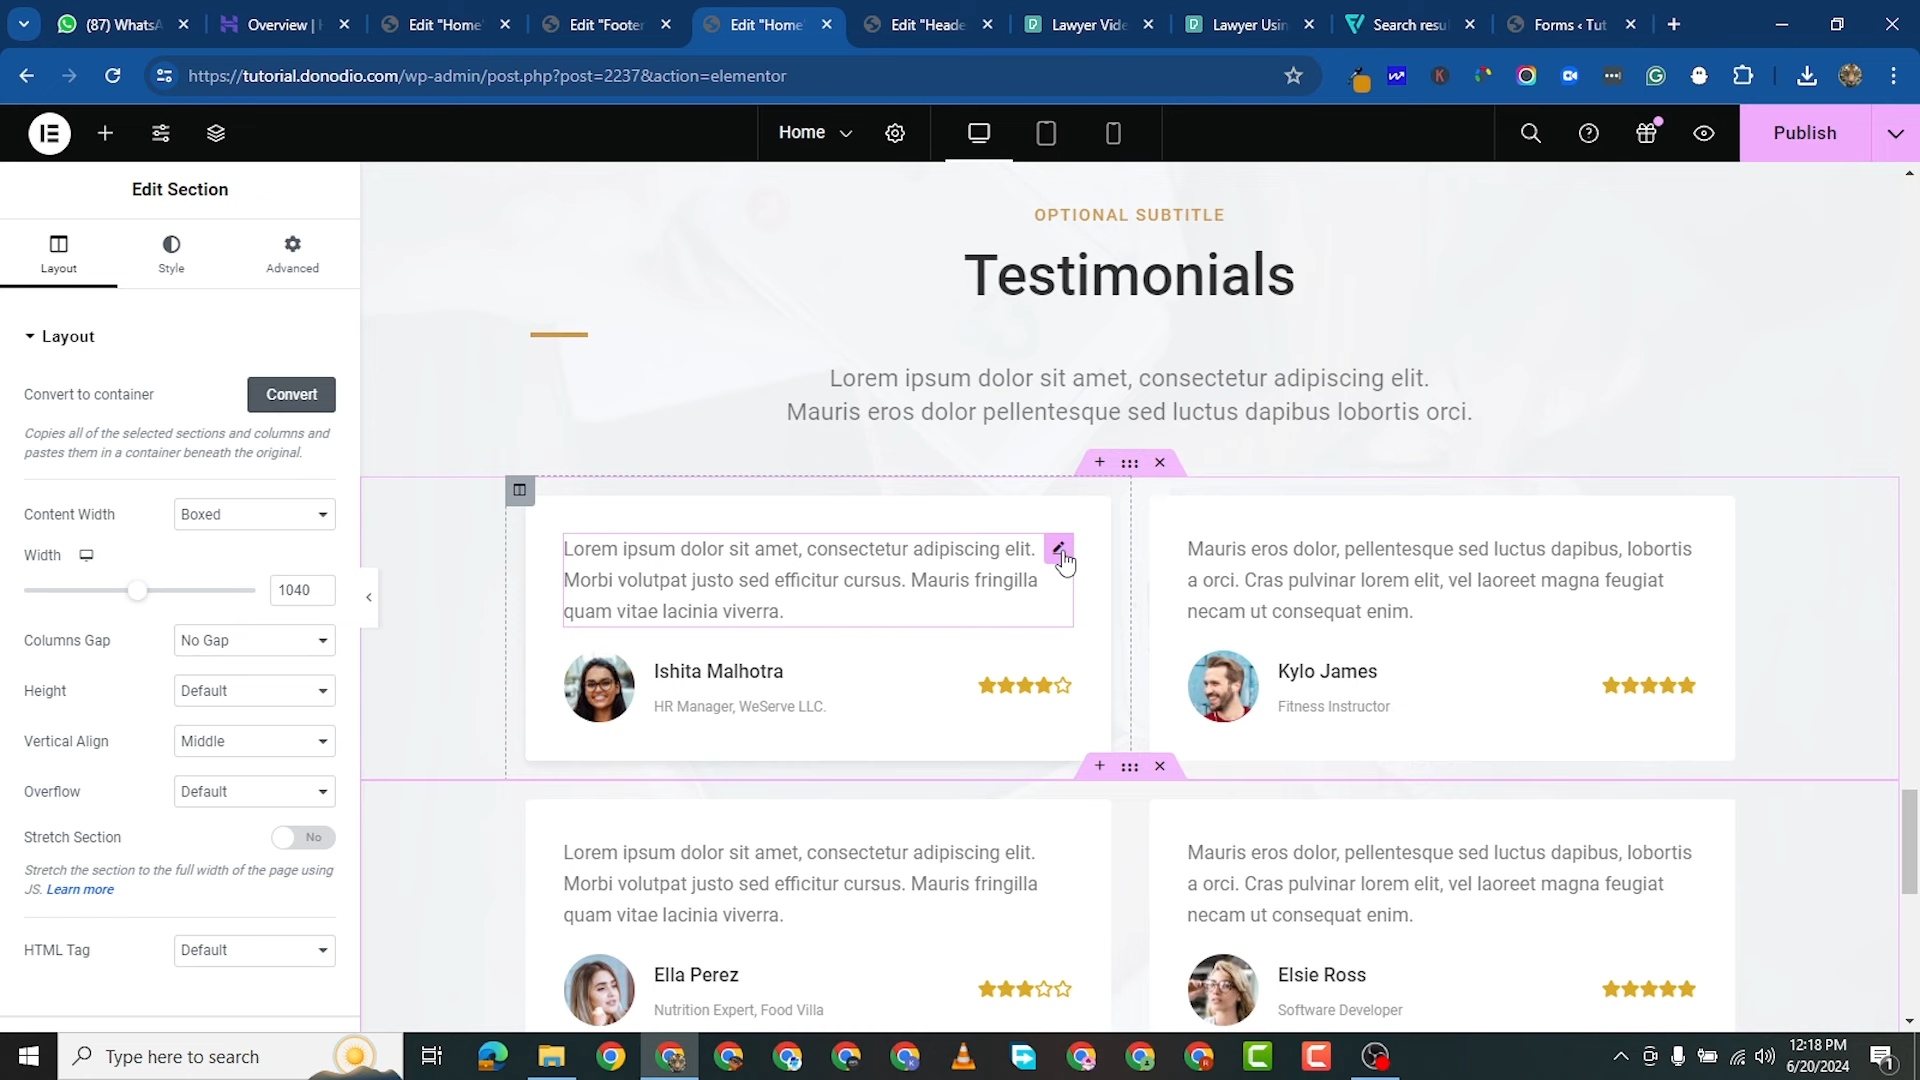 (87) WhatsA
Overview | H
Edit "Home"
Edit "Footer
Edit "Home"
Edit "Heade
Lawyer Vide
Lawyer Usin
Search resul
Forms ‹ Tut
https://tutorial.donodio.com/wp-admin/post.php?post=2237&action=elementor
Home
Publish
Edit Section
Layout
Style
Advanced
Layout
Convert to container
Convert
Copies all of the selected sections and columns and
pastes them in a container beneath the original.
Content Width
Boxed
Width
1040
Columns Gap
No Gap
Height
Default
Vertical Align
Middle
Overflow
Default
Stretch Section
No
Stretch the section to the full width of the page using
JS. Learn more
HTML Tag
Default
OPTIONAL SUBTITLE
Testimonials
Lorem ipsum dolor sit amet, consectetur adipiscing elit.
Mauris eros dolor pellentesque sed luctus dapibus lobortis orci.
Lorem ipsum dolor sit amet, consectetur adipiscing elit.
Morbi volutpat justo sed efficitur cursus. Mauris fringilla
quam vitae lacinia viverra.
Ishita Malhotra
HR Manager, WeServe LLC.
Mauris eros dolor, pellentesque sed luctus dapibus, lobortis
a orci. Cras pulvinar lorem elit, vel laoreet magna feugiat
necam ut consequat enim.
Kylo James
Fitness Instructor
Lorem ipsum dolor sit amet, consectetur adipiscing elit.
Morbi volutpat justo sed efficitur cursus. Mauris fringilla
quam vitae lacinia viverra.
Ella Perez
Nutrition Expert, Food Villa
Mauris eros dolor, pellentesque sed luctus dapibus, lobortis
a orci. Cras pulvinar lorem elit, vel laoreet magna feugiat
necam ut consequat enim.
Elsie Ross
Software Developer
Type here to search
12:18 PM
6/20/2024
1